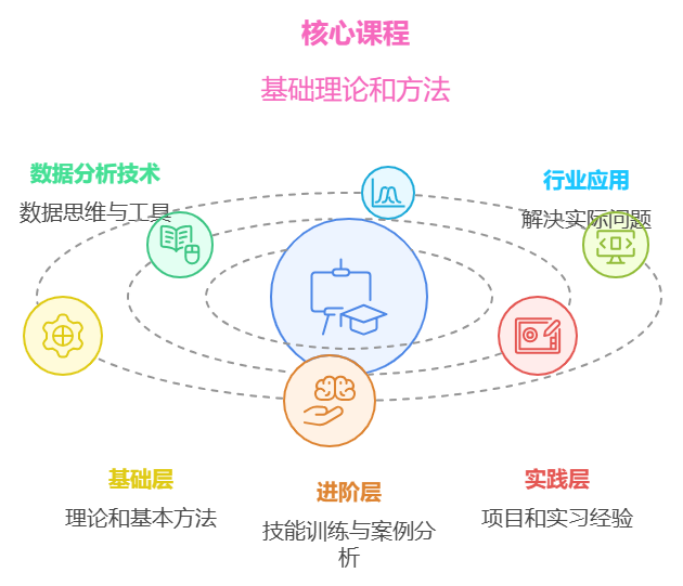 核心课程
基础理论和方法
数据分析技术
数据思维与工具
行业应用
解决实际问题
基础层
理论和基本方法
进阶层
技能训练与案例分
析
实践层
项目和实习经验